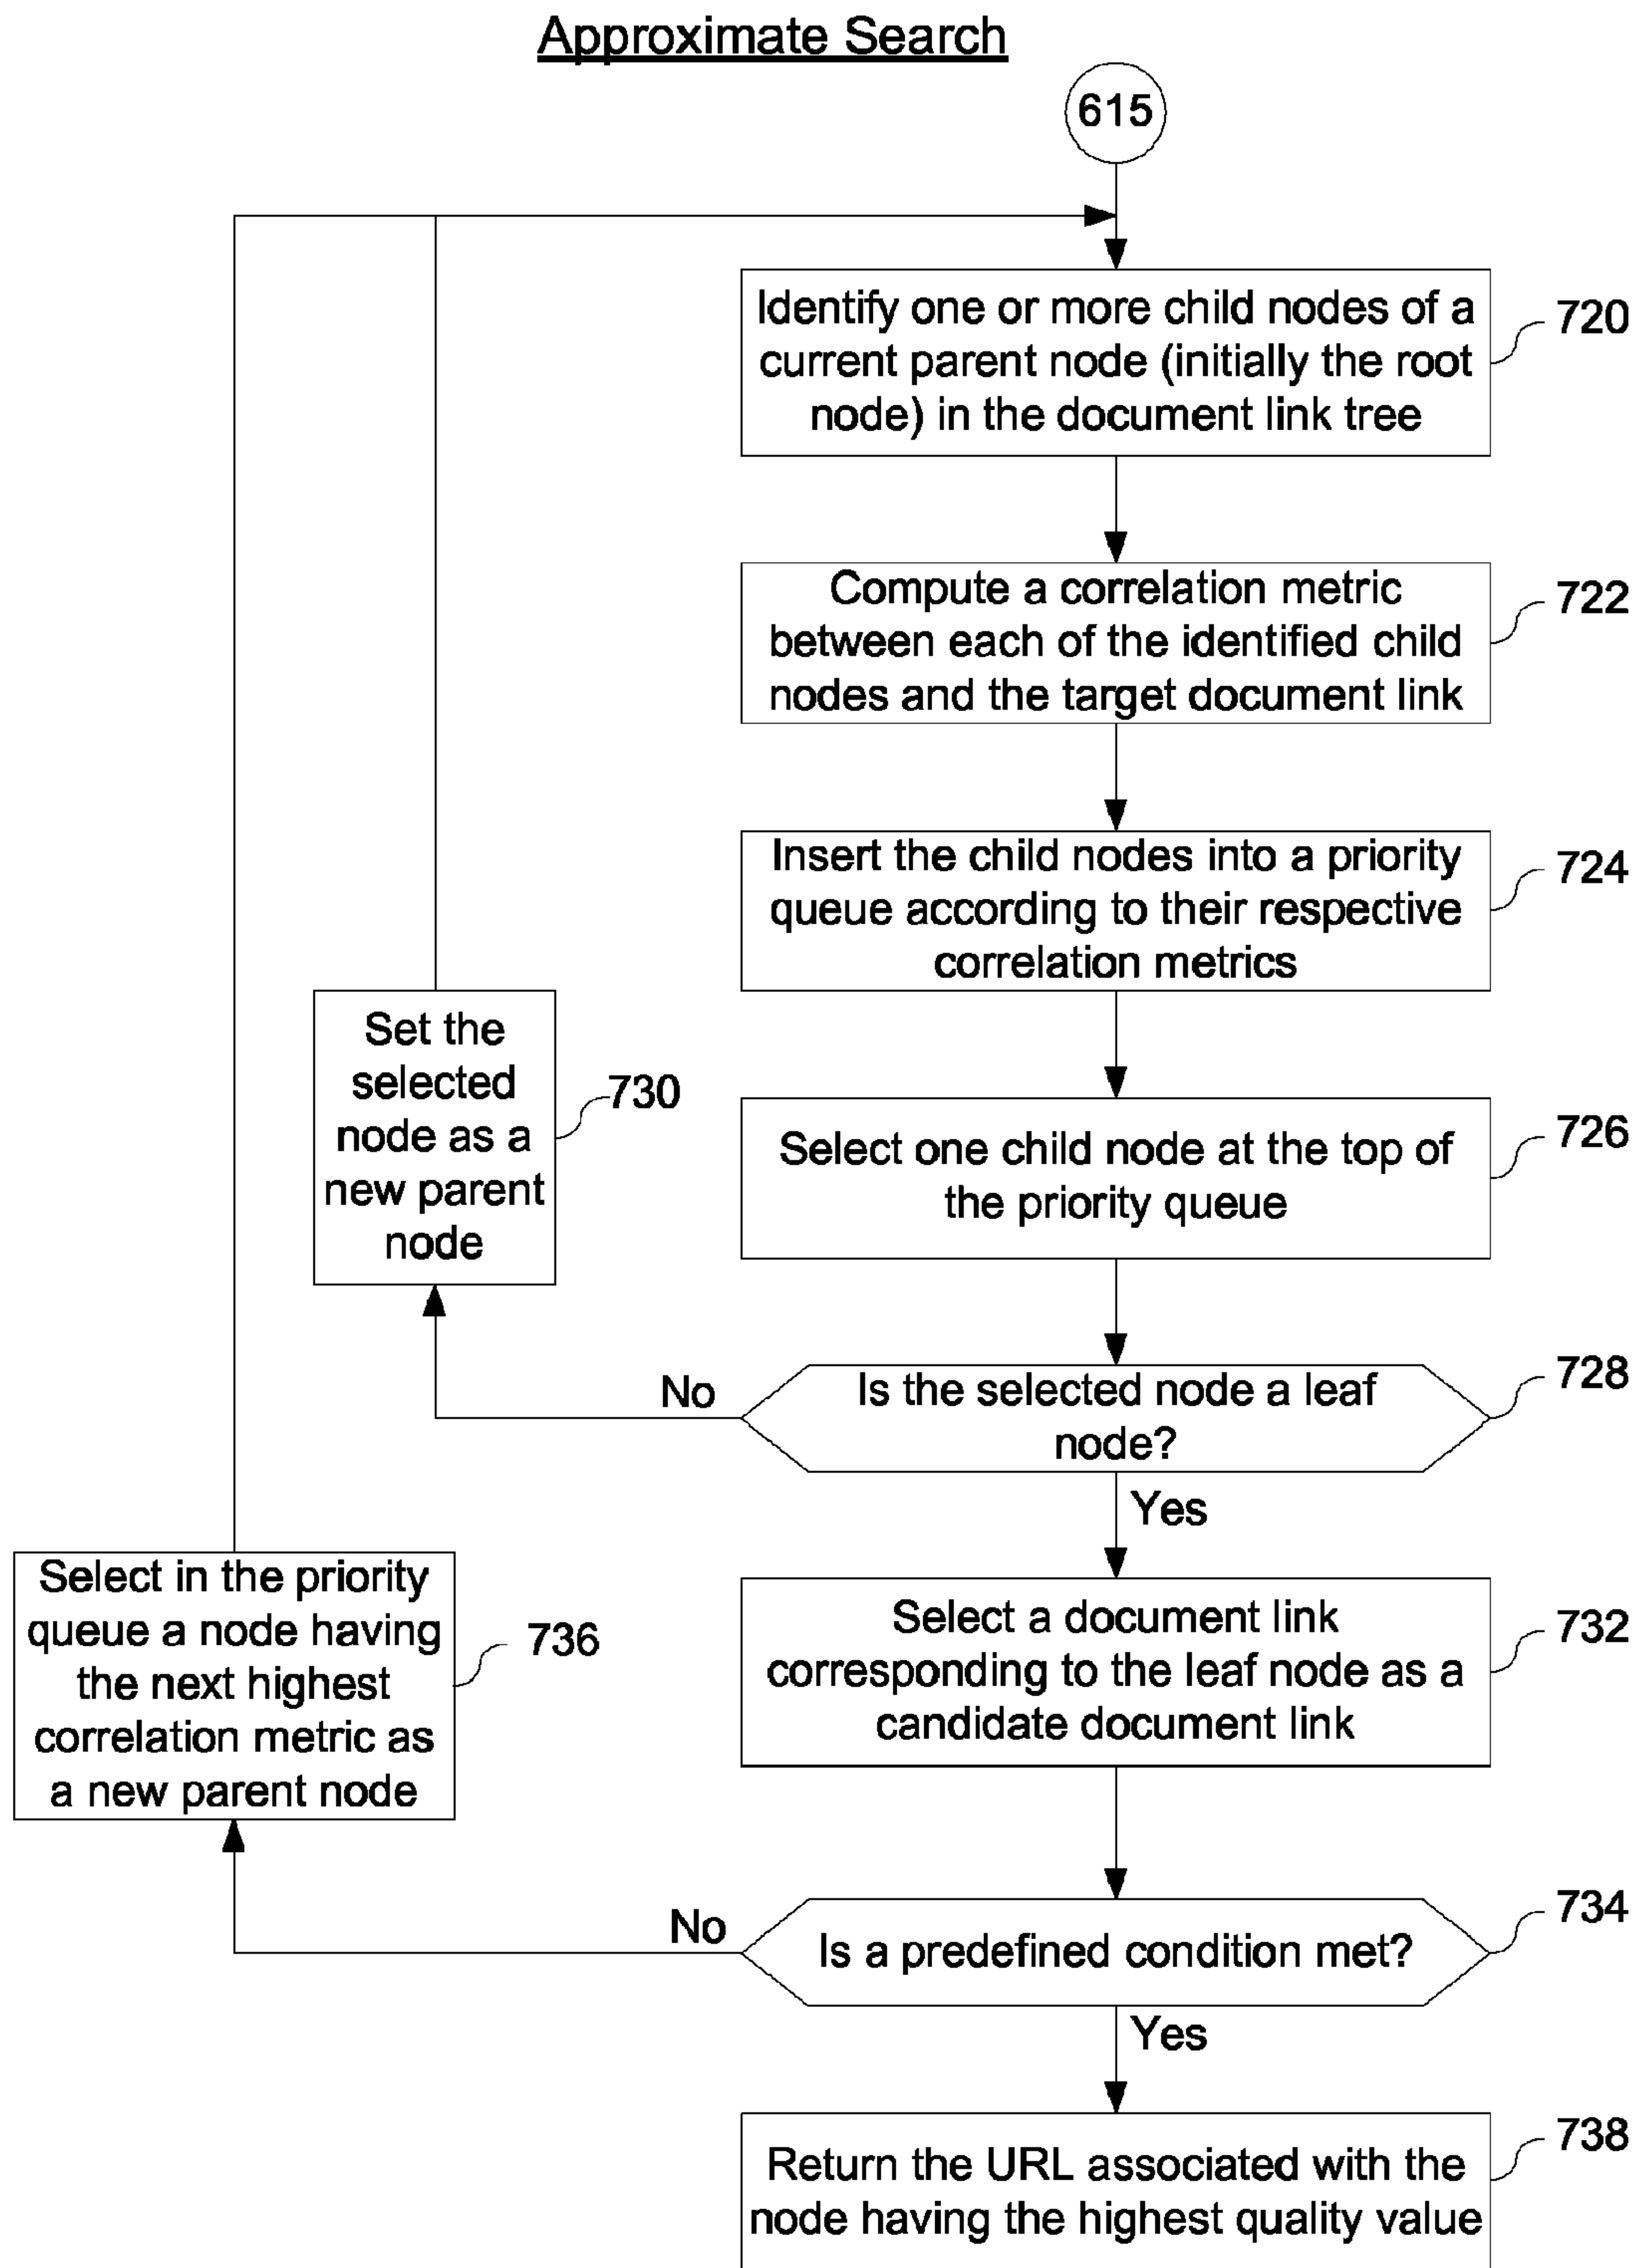 Approximate Search
615
Identify one or more child nodes of a
current parent node (initially the root
node) in the document link tree
720
Compute a correlation metric
between each of the identified child
nodes and the target document link
722
Insert the child nodes into a priority
queue according to their respective
correlation metrics
724
Set the
selected
node as a
new parent
node
730
Select one child node at the top of
the priority queue
726
Is the selected node a leaf
node?
728
No
Yes
Select in the priority
queue a node having
the next highest
correlation metric as
a new parent node
736
Select a document link
corresponding to the leaf node as a
candidate document link
732
Is a predefined condition met?
734
No
Yes
Return the URL associated with the
node having the highest quality value
738